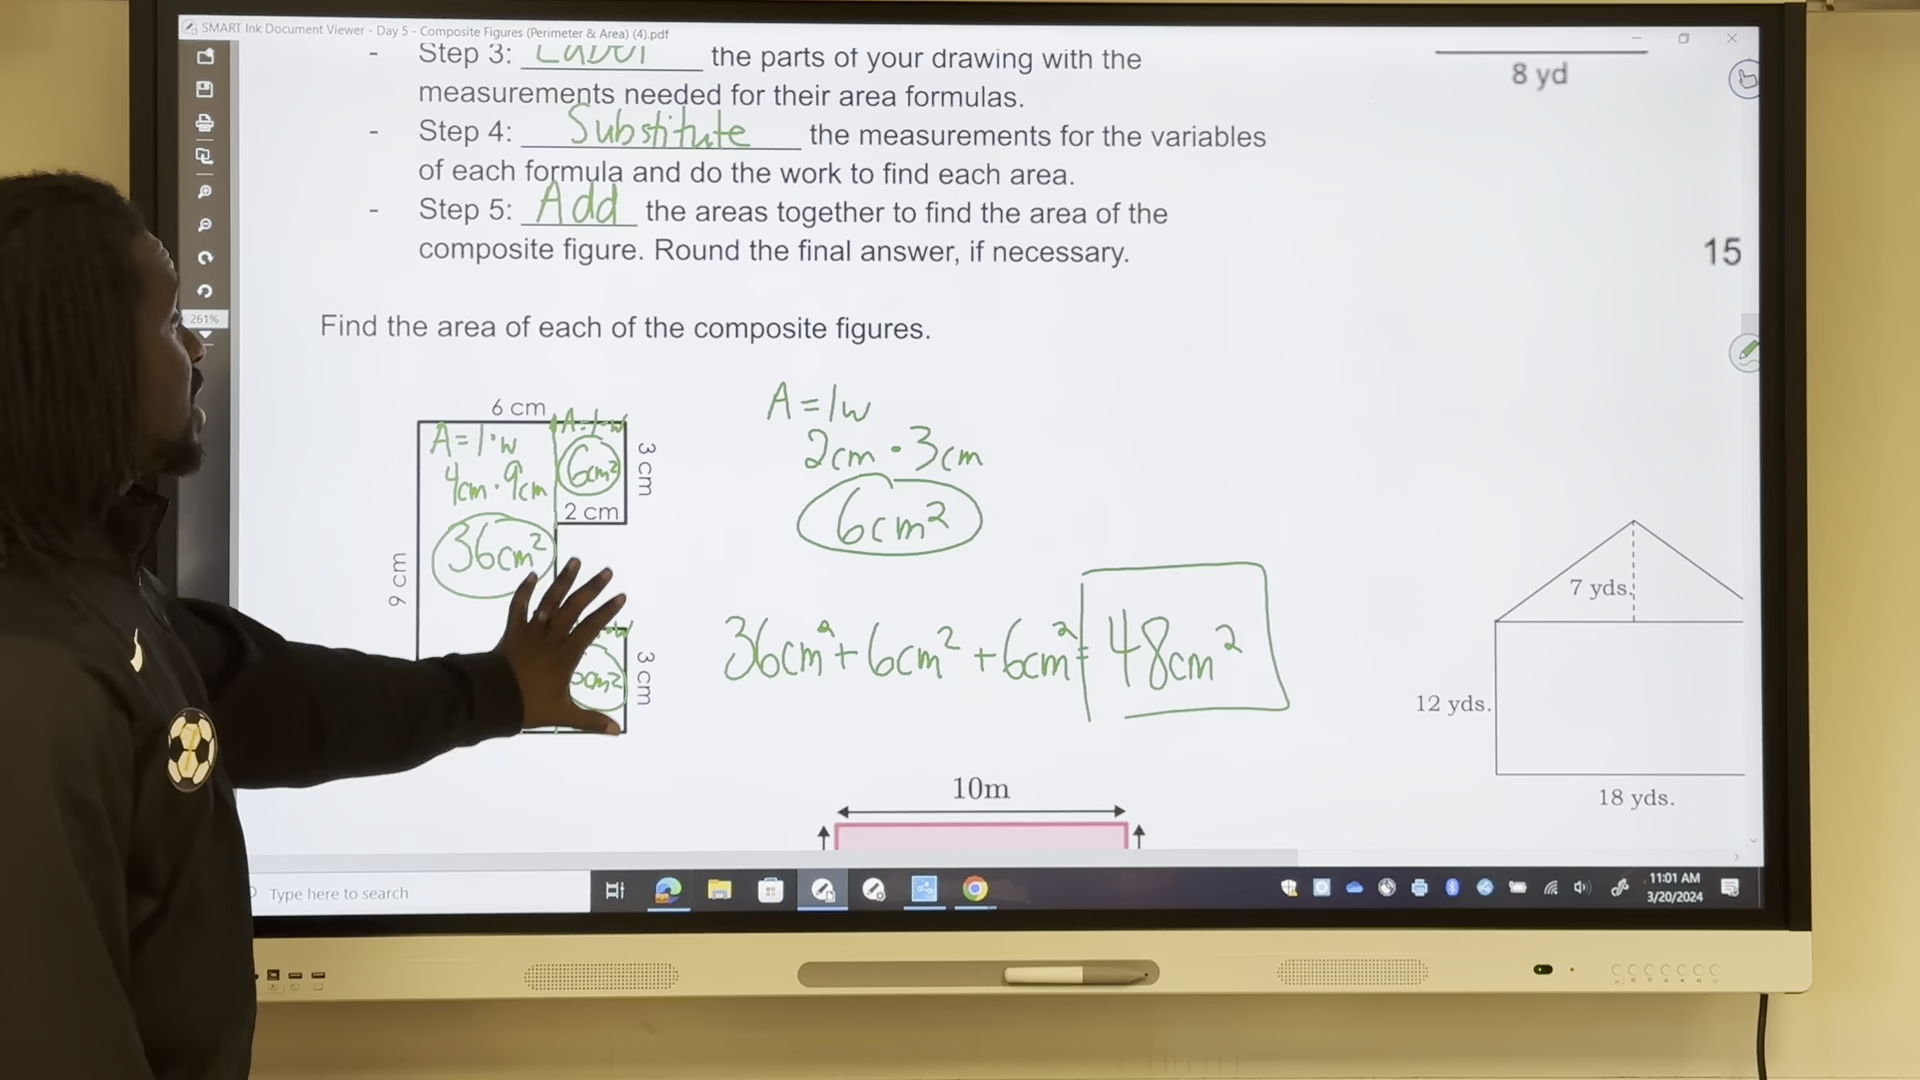 SMART Ink Document Viewer - Day 5 - Composite Figures (Perimeter & Area) (4).pdf
- Step 3: Label the parts of your drawing with the
measurements needed for their area formulas.
- Step 4: Substitute the measurements for the variables
of each formula and do the work to find each area.
- Step 5: Add the areas together to find the area of the
composite figure. Round the final answer, if necessary.
8 yd
15
261%
Find the area of each of the composite figures.
6 cm
A=l·w
4cm·9cm
36cm²
9 cm
A=l·w
6cm²
3 cm
2 cm
cm²
3 cm
A=lw
2cm·3cm
6cm²
36cm²+6cm²+6cm²=48cm²
7 yds.
12 yds.
18 yds.
10m
Type here to search
11:01 AM
3/20/2024